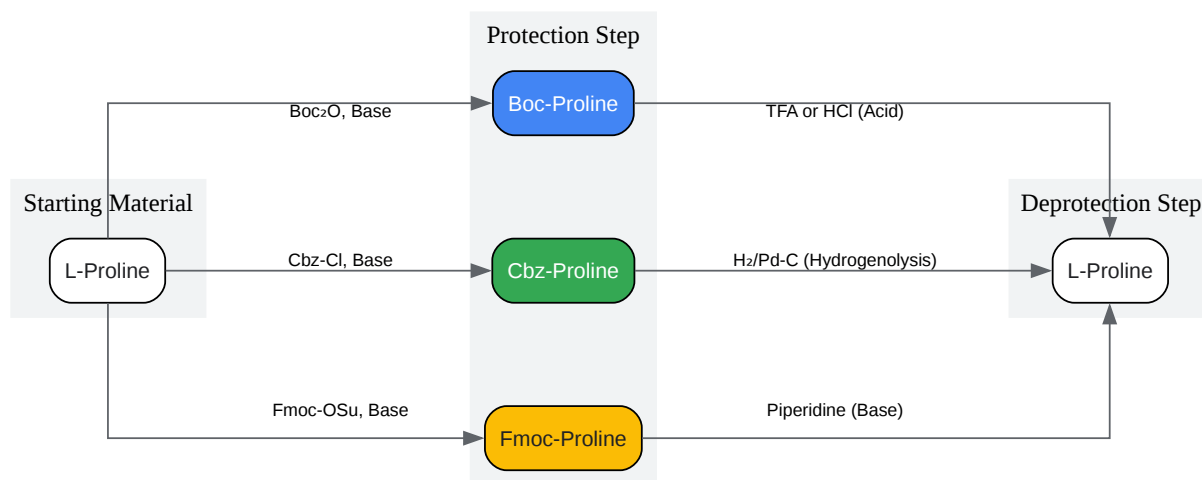 Protection Step
Boc-Proline
Boc₂O, Base
TFA or HCl (Acid)
Starting Material
Deprotection Step
L-Proline
Cbz-Cl, Base
Cbz-Proline
H₂/Pd-C (Hydrogenolysis)
L-Proline
Fmoc-OSu, Base
Piperidine (Base)
Fmoc-Proline